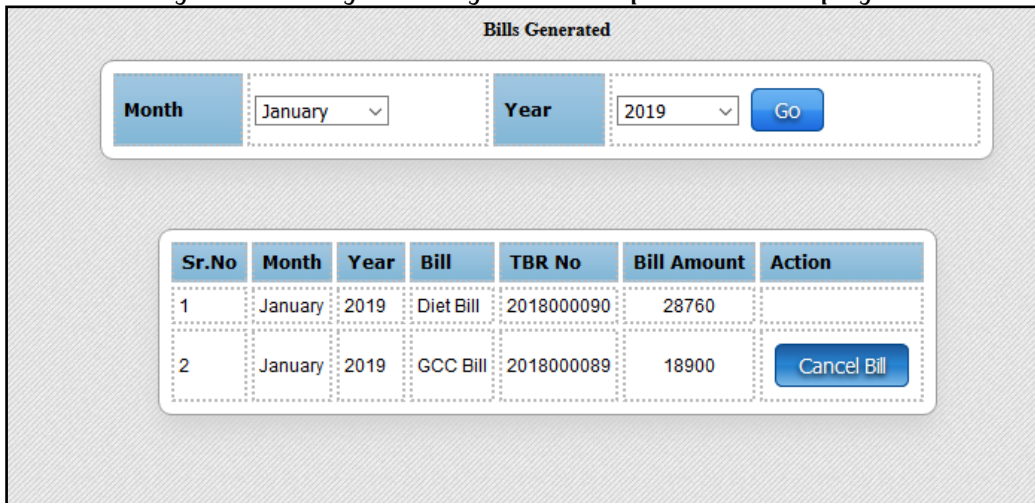 Bills Generated
Month January Year 2019 Go
Sr.No Month Year Bill TBR No Bill Amount Action
1 January 2019 Diet Bill 2018000090 28760
2 January 2019 GCC Bill 2018000089 18900 Cancel Bill